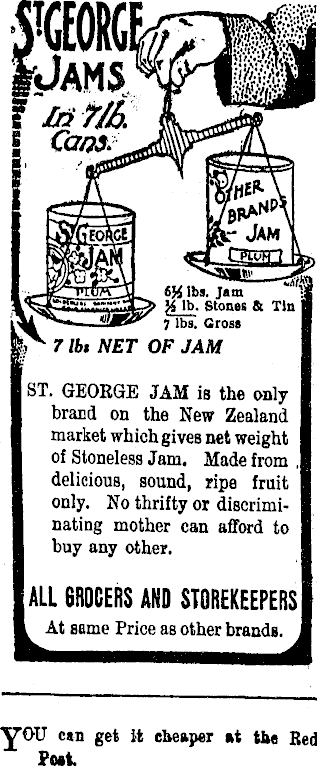 ST GEORGE
JAMS
In 7lb.
Cans.
OTHER
BRANDS
JAM
PLUM
ST GEORGE
JAM
PLUM
6½ lbs. Jam
½ lb. Stones & Tin
7 lbs. Gross
7 lbs NET OF JAM
ST. GEORGE JAM is the only
brand on the New Zealand
market which gives net weight
of Stoneless Jam. Made from
delicious, sound, ripe fruit
only. No thrifty or discrimi-
nating mother can afford to
buy any other.
ALL GROCERS AND STOREKEEPERS
At same Price as other brands.
YOU can get it cheaper at the Red
Post.